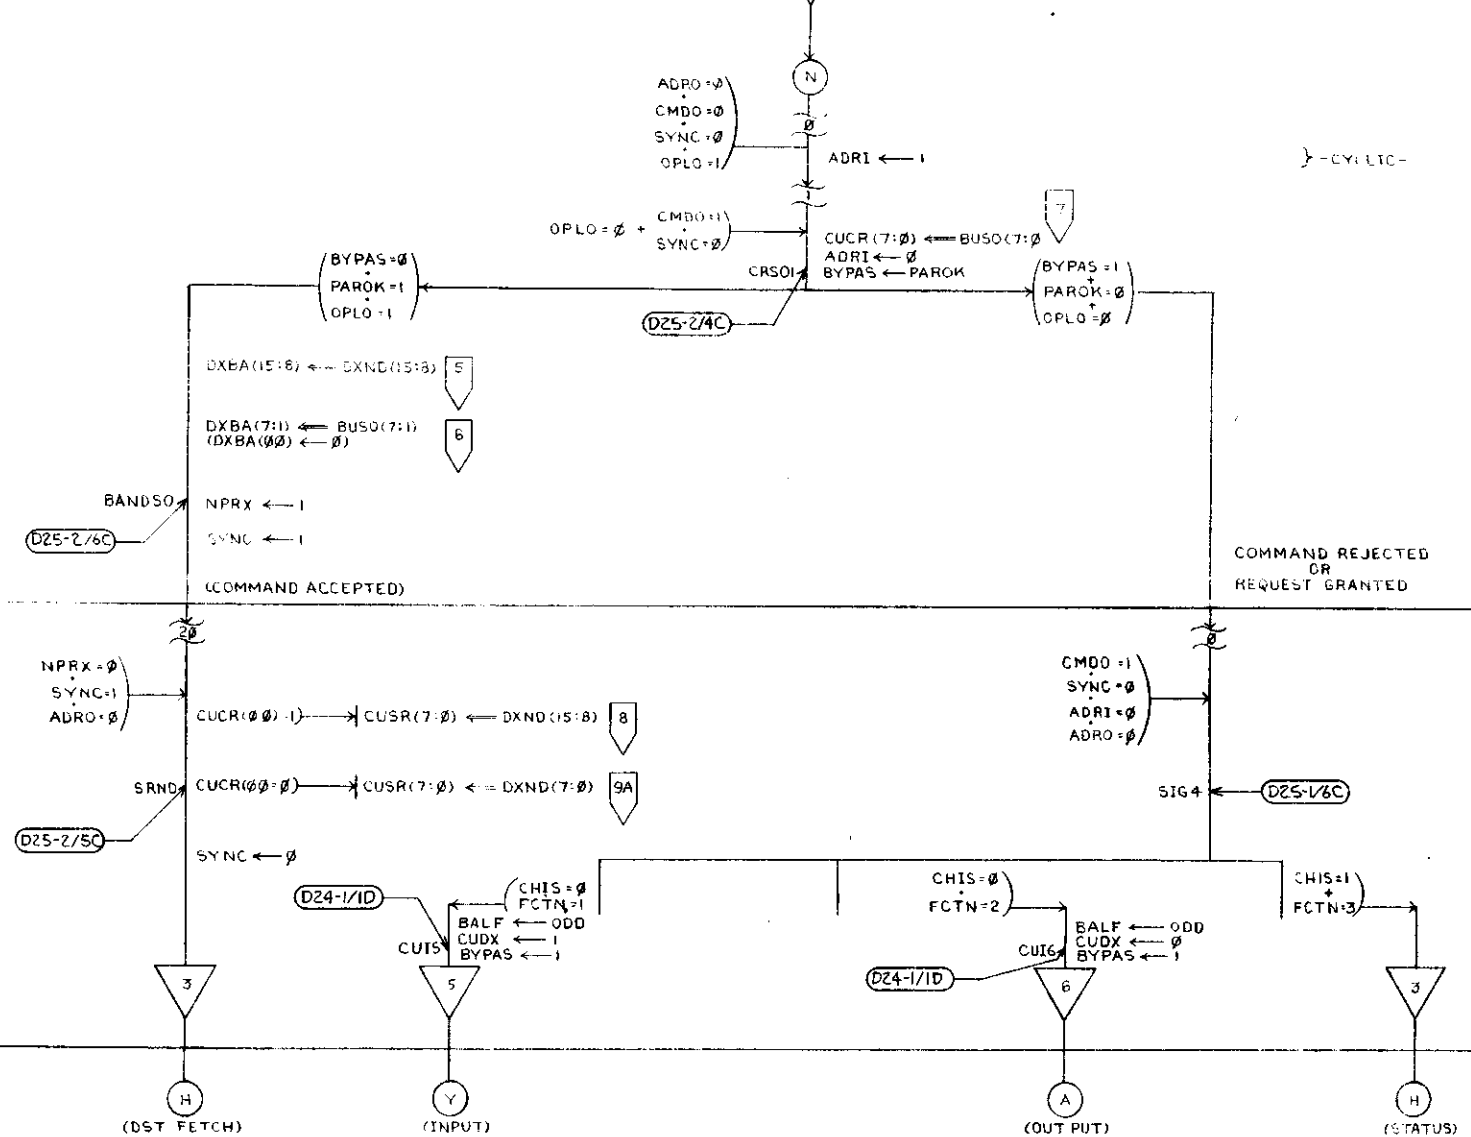 N
ADRO=Ø
CMDO=Ø
SYNC=Ø
OPLO=1
Ø
ADRI ← 1
}-CYCLIC-
OPLO=Ø + CMDO=1
SYNC=Ø
7
CUCR(7:Ø) ⇐ BUSO(7:Ø
ADRI ← Ø
CRSO1
BYPAS ← PAROK
BYPAS=Ø
PAROK=1
OPLO=1
BYPAS=1
+
PAROK=Ø
+
OPLO=Ø
D25-2/4C
DXBA(15:8) ⇐ DXND(15:8)
5
DXBA(7:1) ⇐ BUSO(7:1)
(DXBA(ØØ) ← Ø)
6
BANDSO
NPRX ← 1
D25-2/6C
SYNC ← 1
COMMAND REJECTED
OR
REQUEST GRANTED
(COMMAND ACCEPTED)
2Ø
Ø
NPRX=Ø
SYNC=1
ADRO=Ø
CMDO=1
SYNC=Ø
ADRI=Ø
ADRO=Ø
CUCR(ØØ)=1) → CUSR(7:Ø) ⇐ DXND(15:8)
8
SRND
CUCR(ØØ=Ø) → CUSR(7:Ø) ⇐ DXND(7:Ø)
9A
SIG4
D25-1/6C
D25-2/5C
SYNC ← Ø
D24-1/1D
CHIS=Ø
FCTN=1
BALF ← ODD
CUI5
CUDX ← 1
BYPAS ← 1
CHIS=Ø
FCTN=2
BALF ← ODD
CUI6
CUDX ← Ø
BYPAS ← 1
D24-1/1D
CHIS=1
+
FCTN=3
3
5
6
3
H
Y
A
H
(DST FETCH)
(INPUT)
(OUTPUT)
(STATUS)